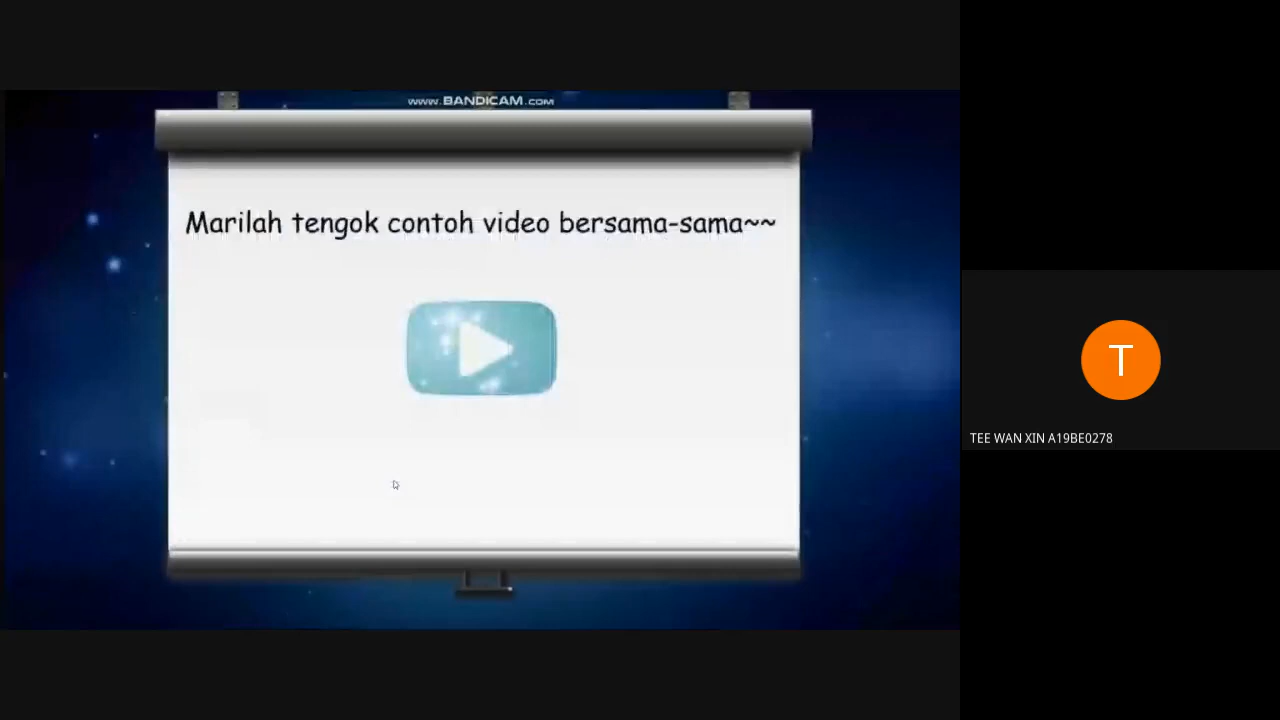 www.BANDICAM.com
Marilah tengok contoh video bersama-sama~~
T
TEE WAN XIN A19BE0278